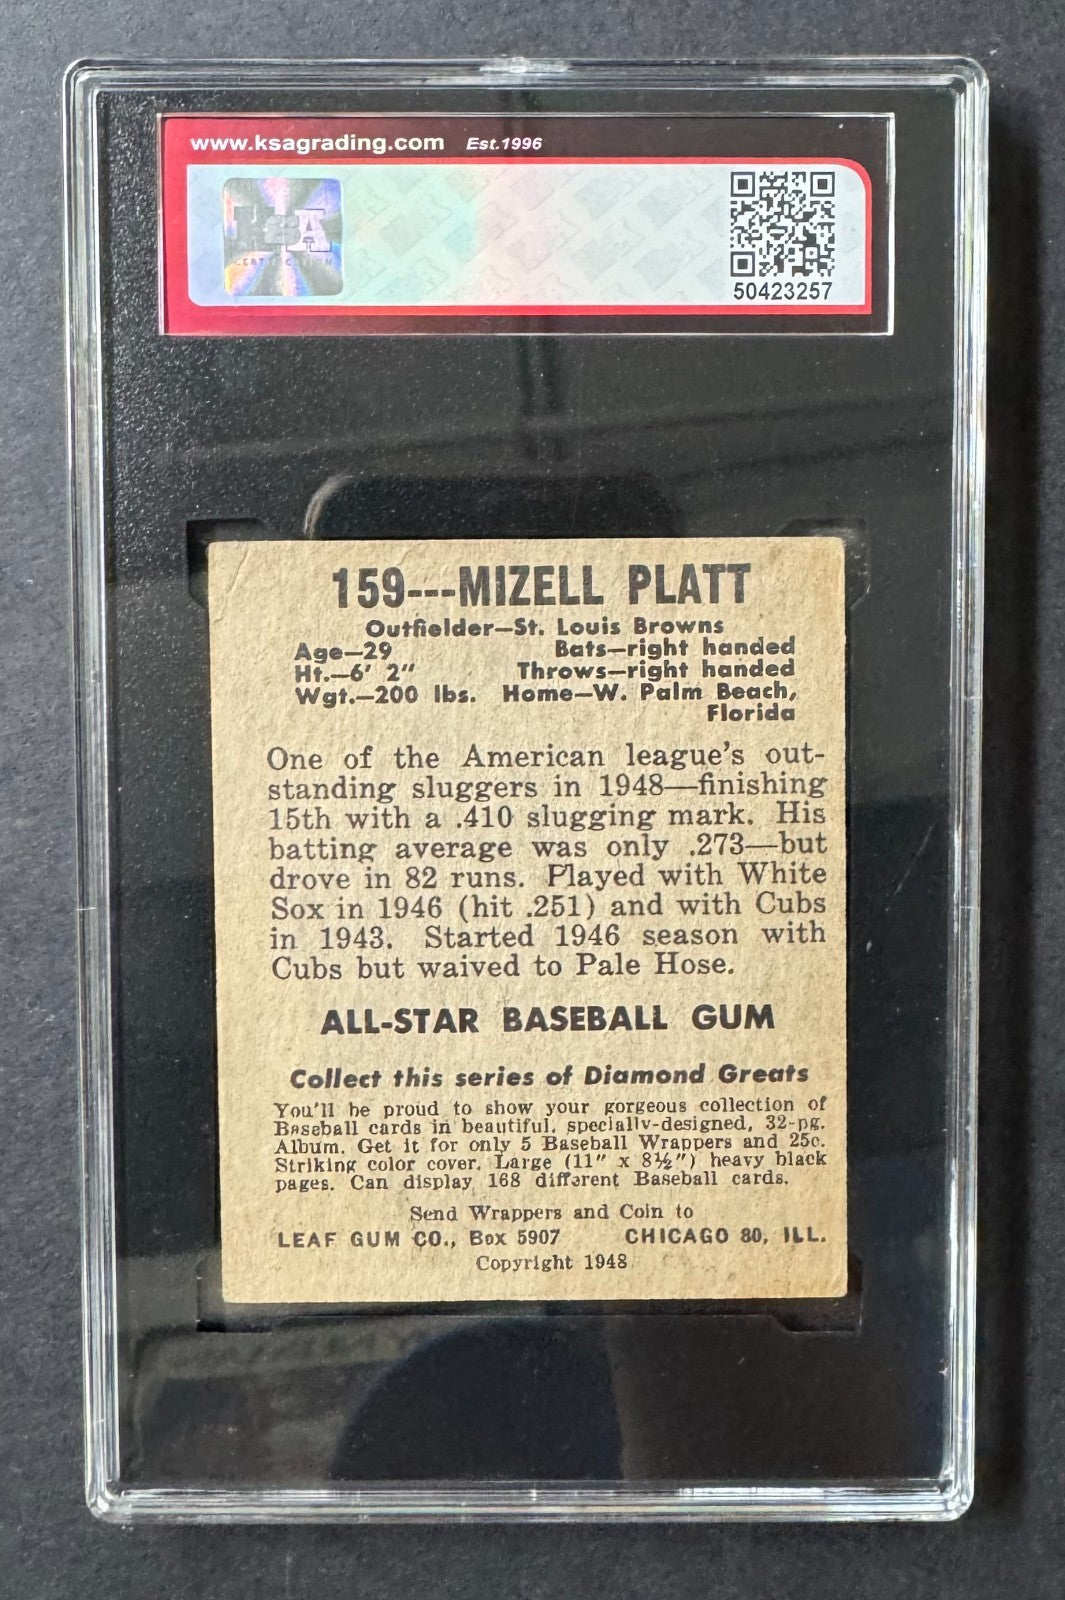 www.ksagrading.com Est.1996
KSA
50423257
159---MIZELL PLATT
Outfielder—St. Louis Browns
Age—29 Bats—right handed
Ht.—6' 2" Throws—right handed
Wgt.—200 lbs. Home—W. Palm Beach,
Florida
One of the American league's out-
standing sluggers in 1948—finishing
15th with a .410 slugging mark. His
batting average was only .273—but
drove in 82 runs. Played with White
Sox in 1946 (hit .251) and with Cubs
in 1943. Started 1946 season with
Cubs but waived to Pale Hose.
ALL-STAR BASEBALL GUM
Collect this series of Diamond Greats
You'll be proud to show your gorgeous collection of
Baseball cards in beautiful, specially-designed, 32-pg.
Album. Get it for only 5 Baseball Wrappers and 25c.
Striking color cover. Large (11" x 8½") heavy black
pages. Can display 168 different Baseball cards.
Send Wrappers and Coin to
LEAF GUM CO., Box 5907 CHICAGO 80, ILL.
Copyright 1948